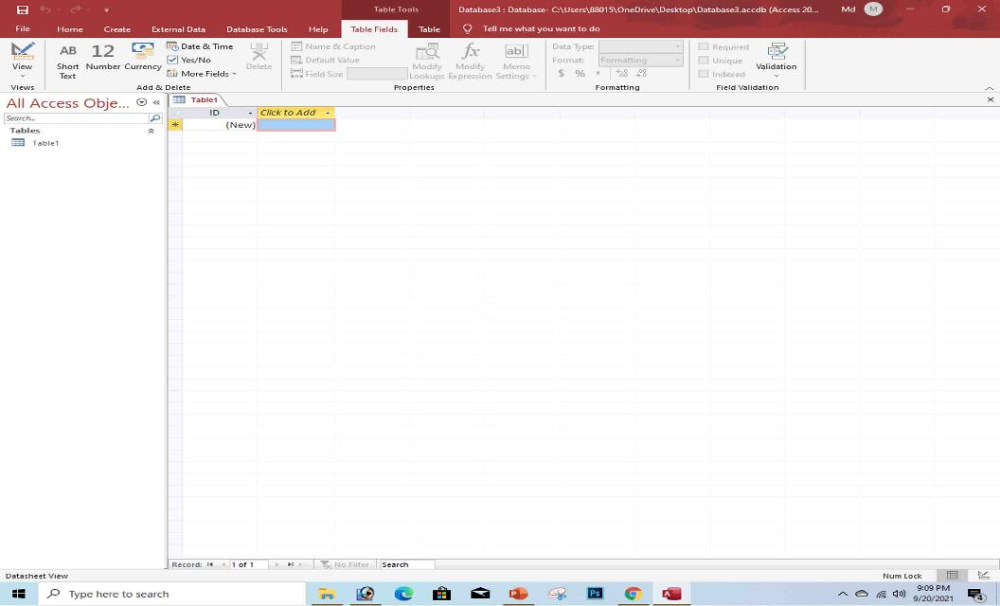 Table Tools
Database3 : Database- C:\Users\88015\OneDrive\Desktop\Database3.accdb (Access 20...
Md
M
File
Home
Create
External Data
Database Tools
Help
Table Fields
Table
Tell me what you want to do
View
AB
Short Text
12
Number
Currency
Date & Time
Yes/No
More Fields
Delete
Name & Caption
Default Value
Field Size
Modify Lookups
fx
Modify Expression
ab
Memo Settings
Data Type:
Format:
Formatting
$ % ,
Required
Unique
Indexed
Validation
Views
Add & Delete
Properties
Formatting
Field Validation
All Access Obje...
Search...
Tables
Table1
Table1
ID
Click to Add
(New)
Record:
1 of 1
No Filter
Search
Datasheet View
Num Lock
Type here to search
Ps
9:09 PM
9/20/2021
4